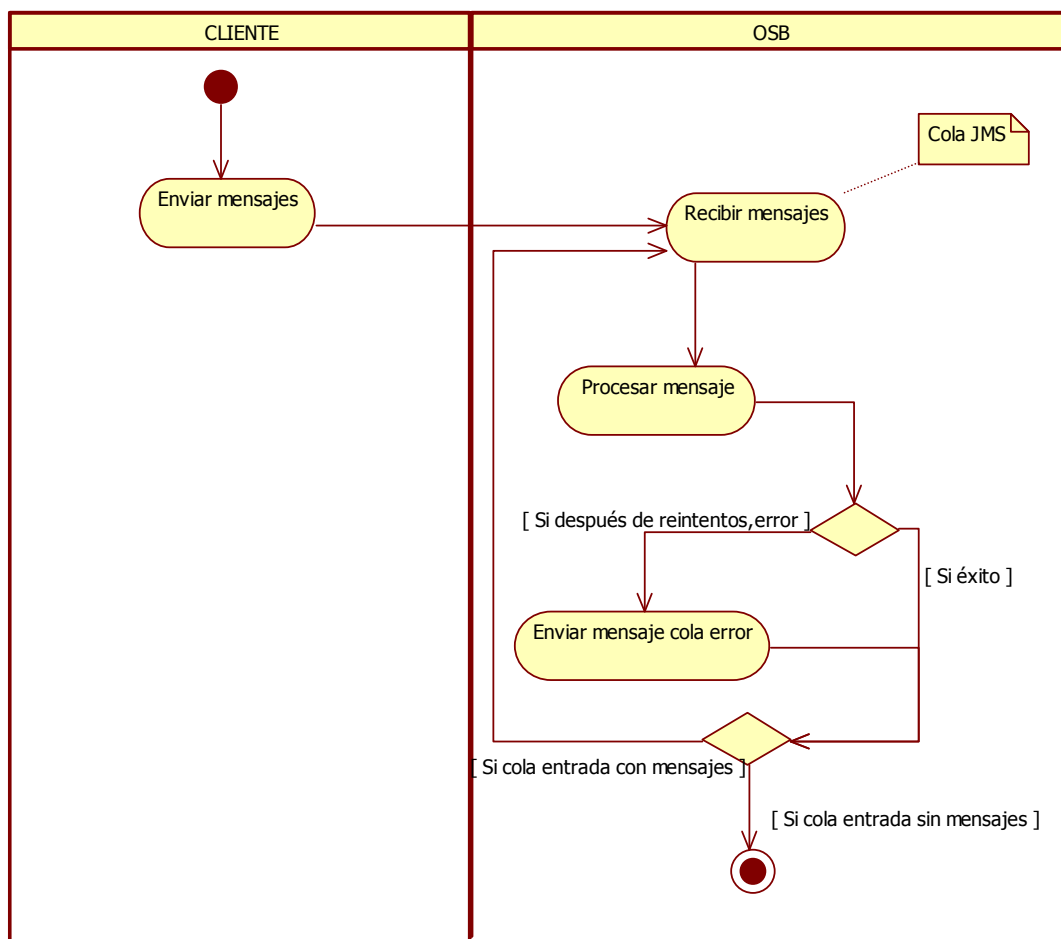 CLIENTE
OSB
Cola JMS
Enviar mensajes
Recibir mensajes
Procesar mensaje
[ Si después de reintentos,error ]
[ Si éxito ]
Enviar mensaje cola error
[ Si cola entrada con mensajes ]
[ Si cola entrada sin mensajes ]